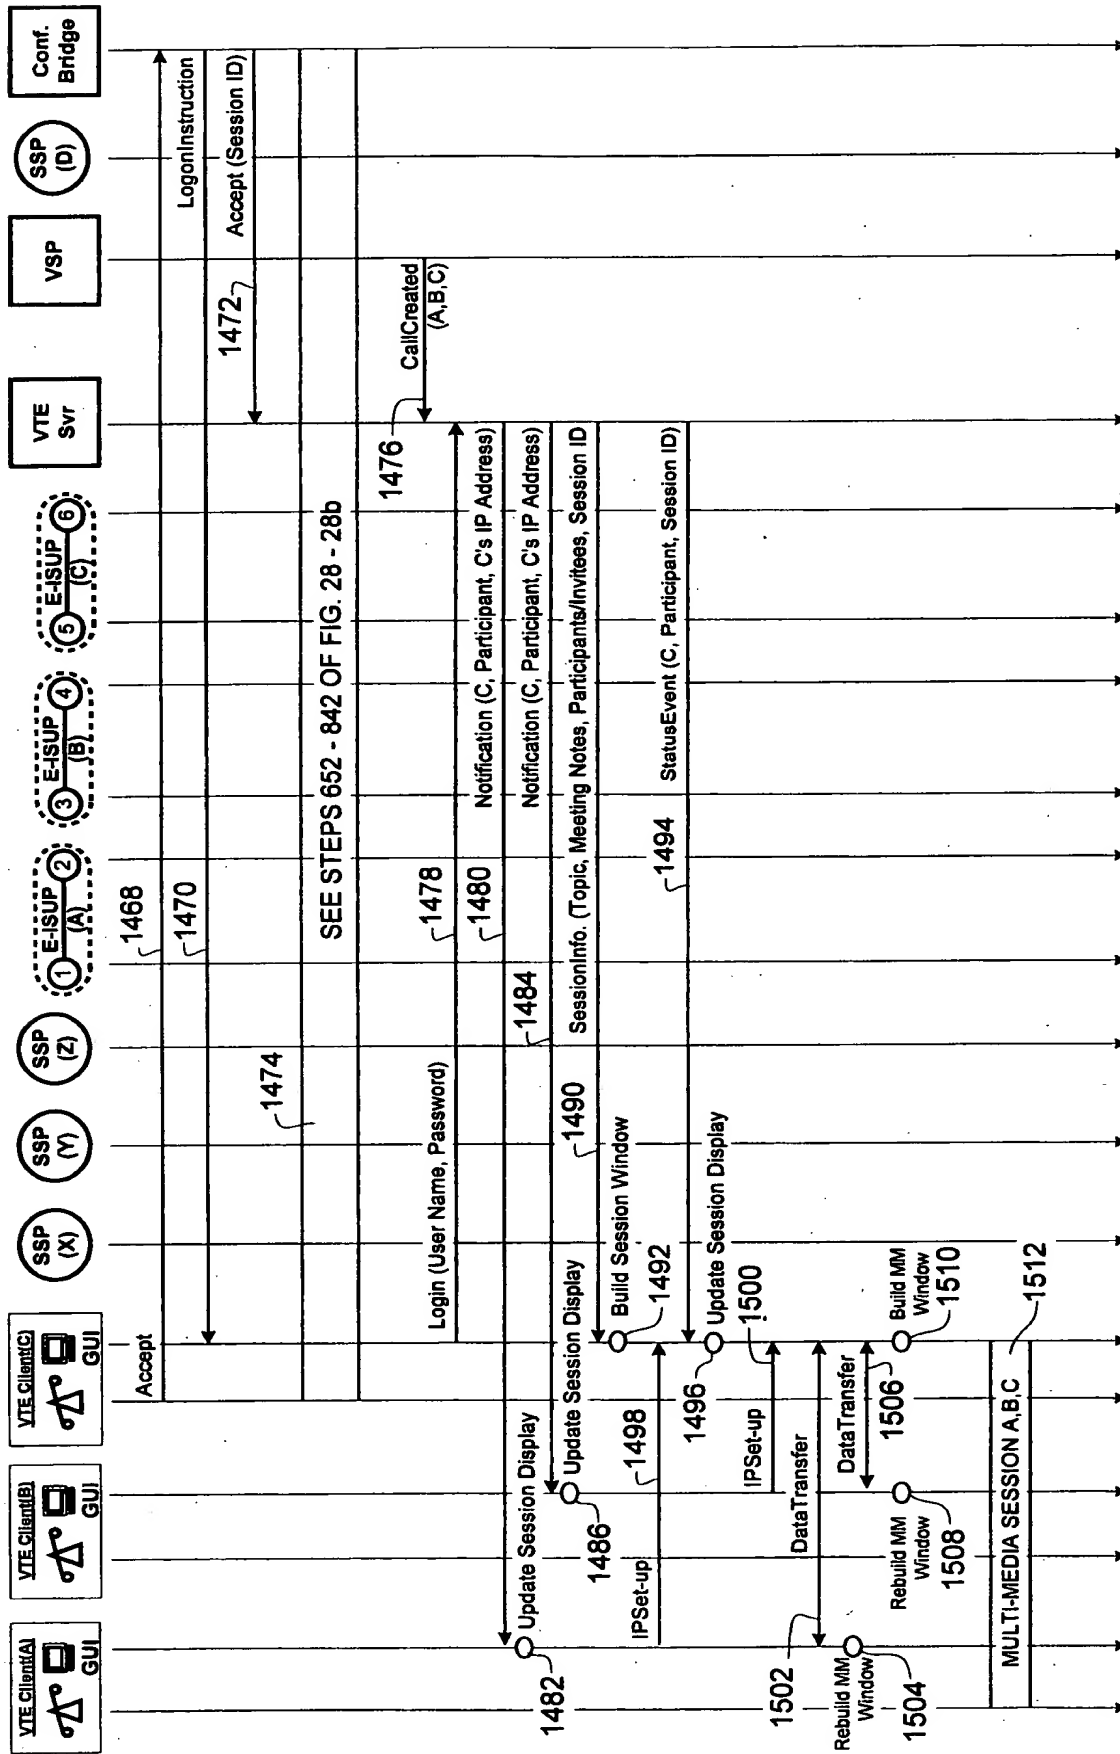 VTE Client(A)
GUI
VTE Client(B)
GUI
VTE Client(C)
GUI
SSP
(X)
SSP
(Y)
SSP
(Z)
1
E-ISUP
(A)
2
3
E-ISUP
(B)
4
5
E-ISUP
(C)
6
VTE
Svr
VSP
SSP
(D)
Conf.
Bridge
Accept
1468
LogonInstruction
1470
Accept (Session ID)
1472
1474
SEE STEPS 652 - 842 OF FIG. 28 - 28b
CallCreated
(A,B,C)
1476
Login (User Name, Password)
1478
Notification (C, Participant, C's IP Address)
1480
Update Session Display
1482
Notification (C, Participant, C's IP Address)
1484
Update Session Display
1486
SessionInfo. (Topic, Meeting Notes, Participants/Invitees, Session ID
1490
Build Session Window
1492
StatusEvent (C, Participant, Session ID)
1494
Update Session Display
1496
IPSet-up
1498
IPSet-up
1500
DataTransfer
1502
Rebuild MM
Window
1504
DataTransfer
1506
Rebuild MM
Window
1508
Build MM
Window
1510
MULTI-MEDIA SESSION A,B,C
1512